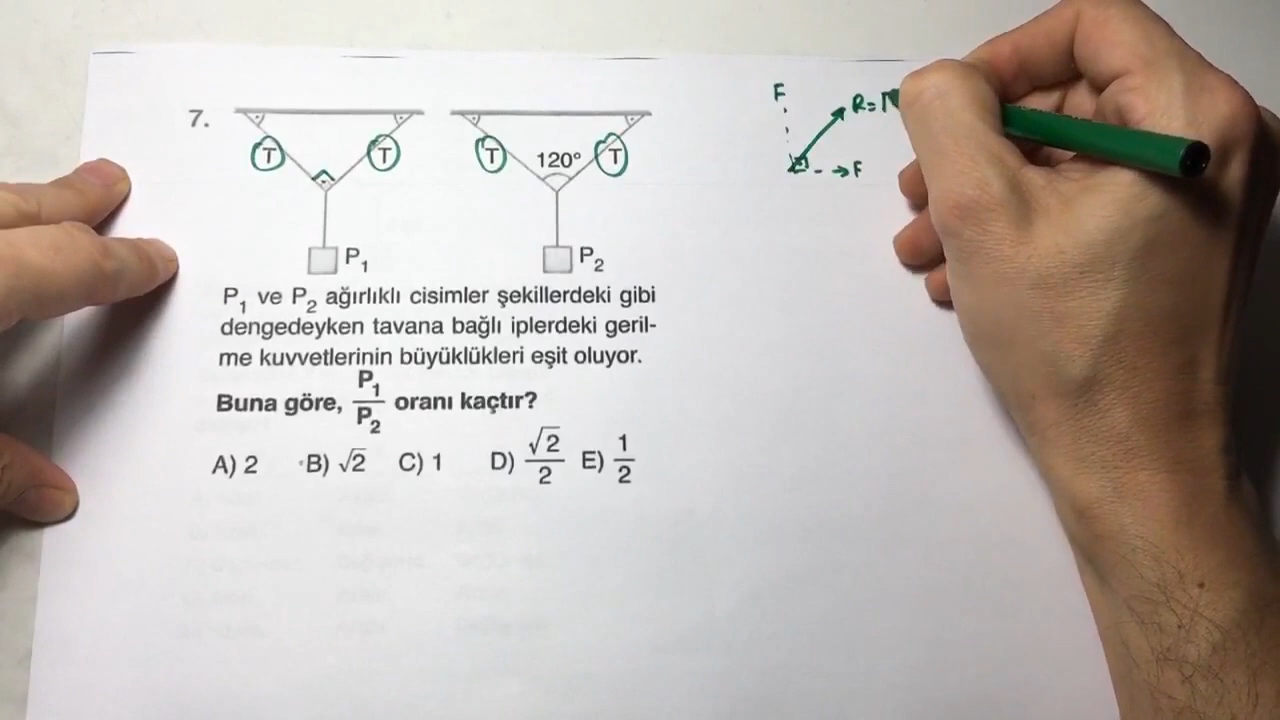 7.
T T T 120° T
P1 P2
P1 ve P2 ağırlıklı cisimler şekillerdeki gibi
dengedeyken tavana bağlı iplerdeki geril-
me kuvvetlerinin büyüklükleri eşit oluyor.
Buna göre, P1/P2 oranı kaçtır?
A) 2 B) √2 C) 1 D) √2/2 E) 1/2
F
R=
F